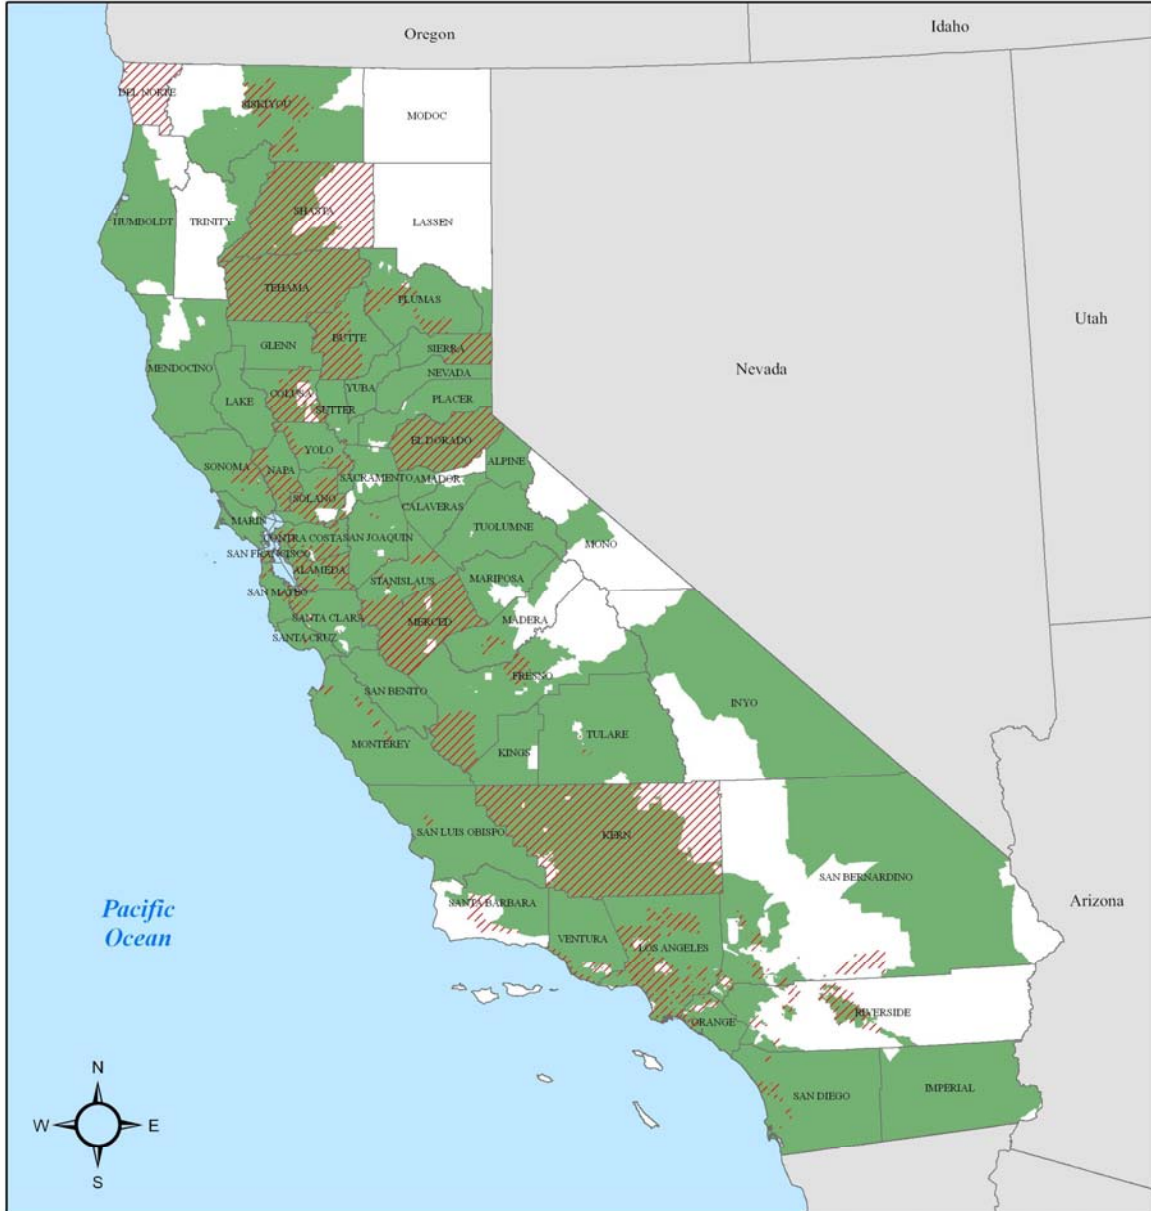 Oregon
Idaho
DEL NORTE
SISKIYOU
MODOC
HUMBOLDT
TRINITY
SHASTA
LASSEN
TEHAMA
PLUMAS
Utah
GLENN
BUTTE
SIERRA
Nevada
MENDOCINO
NEVADA
LAKE
COLUSA
YUBA
SUTTER
PLACER
YOLO
EL DORADO
SONOMA
NAPA
ALPINE
SACRAMENTO
AMADOR
SOLANO
CALAVERAS
MARIN
TUOLUMNE
CONTRA COSTA
SAN JOAQUIN
MONO
SAN FRANCISCO
ALAMEDA
STANISLAUS
MARIPOSA
SAN MATEO
SANTA CLARA
MERCED
MADERA
SANTA CRUZ
FRESNO
SAN BENITO
INYO
MONTEREY
KINGS
TULARE
SAN LUIS OBISPO
KERN
SAN BERNARDINO
SANTA BARBARA
Arizona
Pacific
Ocean
VENTURA
LOS ANGELES
ORANGE
RIVERSIDE
SAN DIEGO
IMPERIAL
N
W
E
S